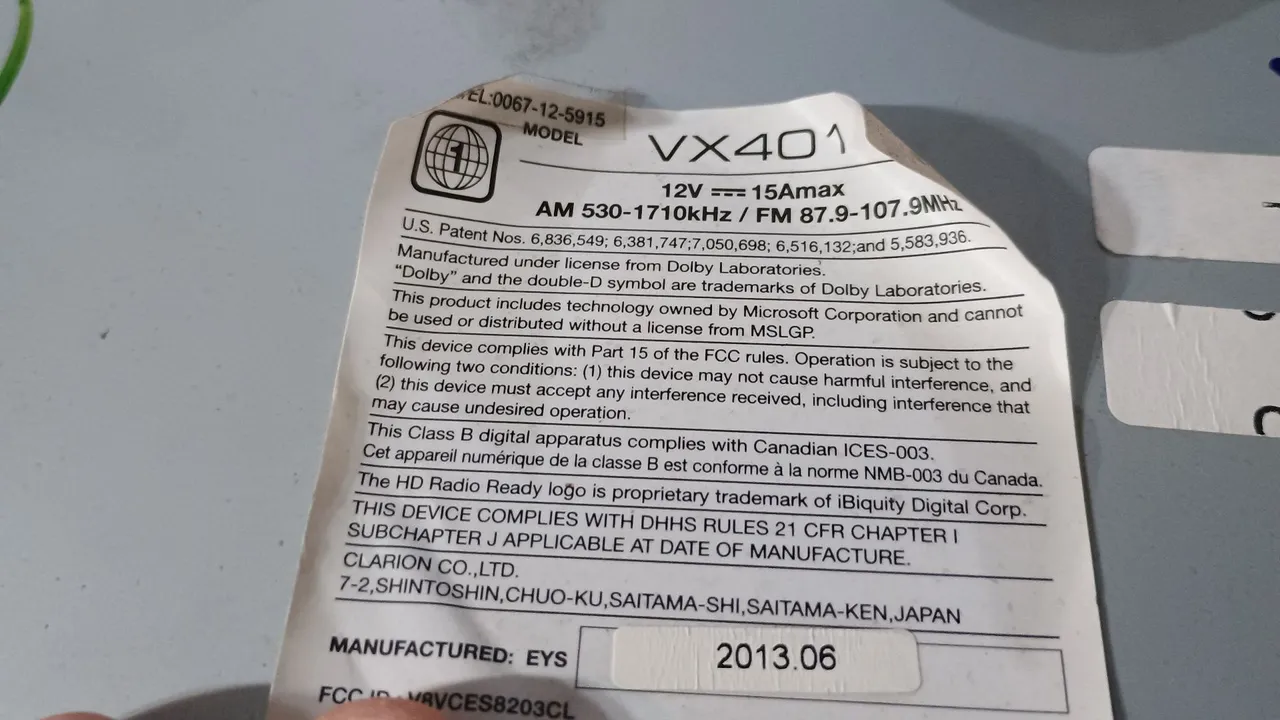 TEL:0067-12-5915
1
MODEL VX401
12V 15Amax
AM 530-1710kHz / FM 87.9-107.9MHz
U.S. Patent Nos. 6,836,549; 6,381,747;7,050,698; 6,516,132;and 5,583,936.
Manufactured under license from Dolby Laboratories.
“Dolby” and the double-D symbol are trademarks of Dolby Laboratories.
This product includes technology owned by Microsoft Corporation and cannot
be used or distributed without a license from MSLGP.
This device complies with Part 15 of the FCC rules. Operation is subject to the
following two conditions: (1) this device may not cause harmful interference, and
(2) this device must accept any interference received, including interference that
may cause undesired operation.
This Class B digital apparatus complies with Canadian ICES-003.
Cet appareil numérique de la classe B est conforme à la norme NMB-003 du Canada.
The HD Radio Ready logo is proprietary trademark of iBiquity Digital Corp.
THIS DEVICE COMPLIES WITH DHHS RULES 21 CFR CHAPTER I
SUBCHAPTER J APPLICABLE AT DATE OF MANUFACTURE.
CLARION CO.,LTD.
7-2,SHINTOSHIN,CHUO-KU,SAITAMA-SHI,SAITAMA-KEN,JAPAN
MANUFACTURED: EYS 2013.06
FCC ID : V8VCES8203CL